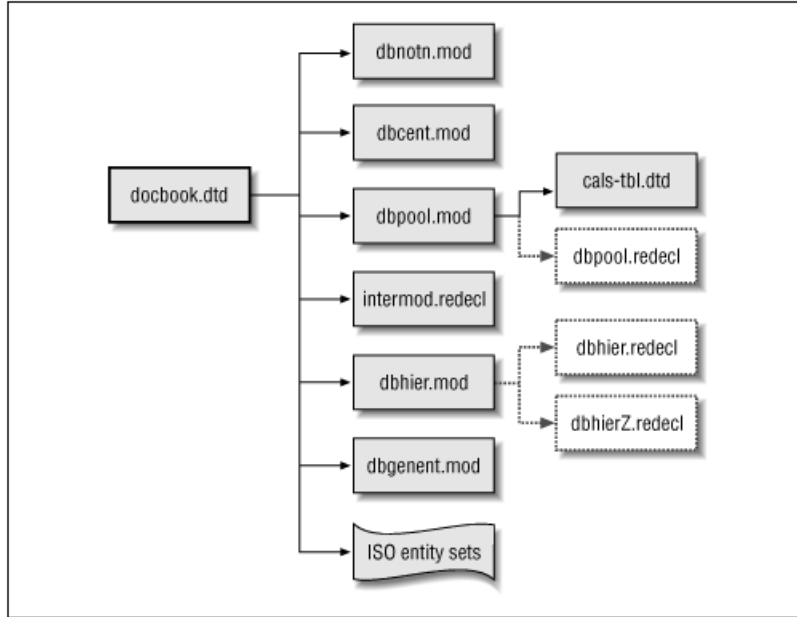 dbnotn.mod
dbcent.mod
docbook.dtd
cals-tbl.dtd
dbpool.mod
dbpool.redecl
intermod.redecl
dbhier.redecl
dbhier.mod
dbhierZ.redecl
dbgenent.mod
ISO entity sets